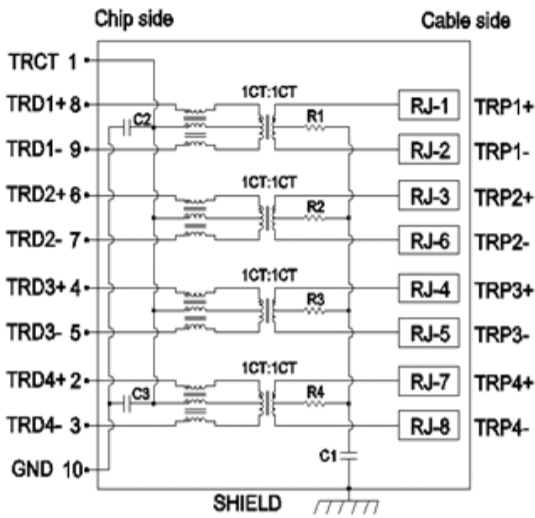 Chip side Cable side
TRCT 1
1CT:1CT
TRD1+ 8 R1 RJ-1 TRP1+
C2
TRD1- 9 RJ-2 TRP1-
1CT:1CT
TRD2+ 6 R2 RJ-3 TRP2+
TRD2- 7 RJ-6 TRP2-
1CT:1CT
TRD3+ 4 R3 RJ-4 TRP3+
TRD3- 5 RJ-5 TRP3-
1CT:1CT
TRD4+ 2 R4 RJ-7 TRP4+
C3
TRD4- 3 RJ-8 TRP4-
C1
GND 10
SHIELD